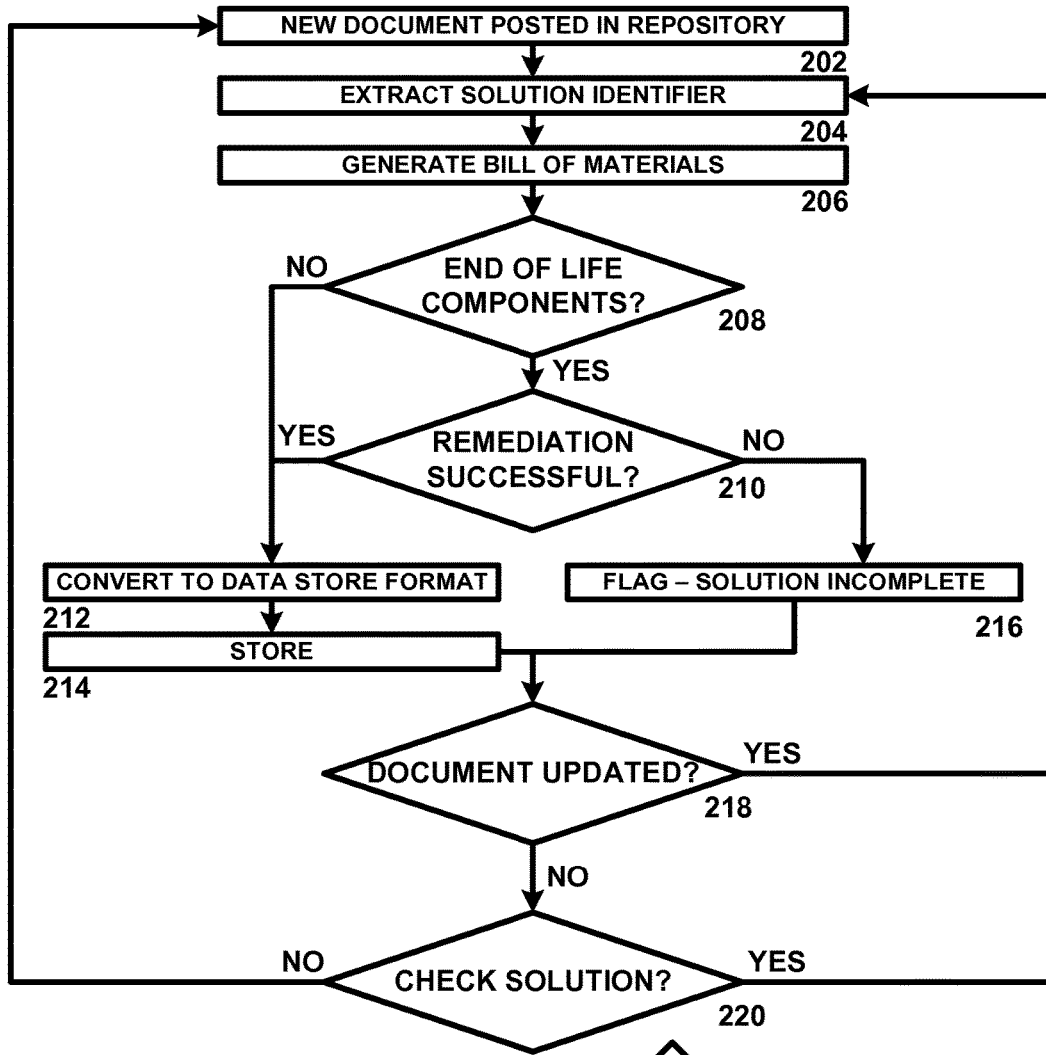 NEW DOCUMENT POSTED IN REPOSITORY
202
EXTRACT SOLUTION IDENTIFIER
204
GENERATE BILL OF MATERIALS
206
NO
END OF LIFE
COMPONENTS?
208
YES
YES
REMEDIATION
SUCCESSFUL?
NO
210
CONVERT TO DATA STORE FORMAT
212
FLAG – SOLUTION INCOMPLETE
216
STORE
214
DOCUMENT UPDATED?
YES
218
NO
NO
CHECK SOLUTION?
YES
220